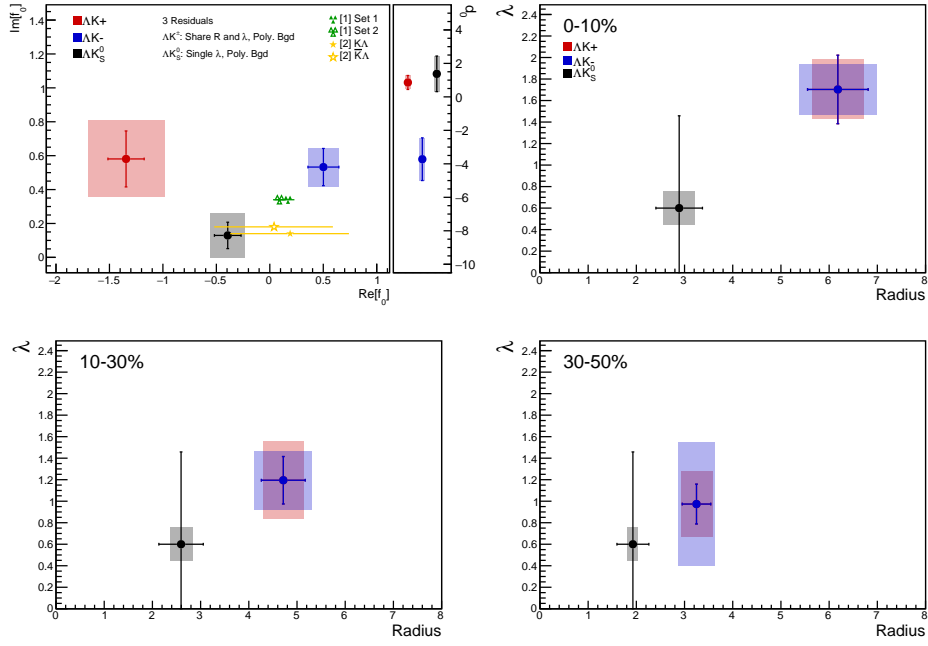 Im[f₀]
1.4
1.2
1
0.8
0.6
0.4
0.2
0
−2 −1.5 −1 −0.5 0 0.5 1
Re[f₀]
ΛK+
ΛK-
ΛK⁰S
3 Residuals
ΛK±: Share R and λ, Poly. Bgd
ΛK⁰S: Single λ, Poly. Bgd
[1] Set 1
[1] Set 2
[2] KΛ
[2] K̅Λ
d₀
4
2
0
−2
−4
−6
−8
−10
λ
0-10%
ΛK+
ΛK-
ΛK⁰S
2.4
2.2
2
1.8
1.6
1.4
1.2
1
0.8
0.6
0.4
0.2
0
0 1 2 3 4 5 6 7 8
Radius
λ
10-30%
2.4
2.2
2
1.8
1.6
1.4
1.2
1
0.8
0.6
0.4
0.2
0
0 1 2 3 4 5 6 7 8
Radius
λ
30-50%
2.4
2.2
2
1.8
1.6
1.4
1.2
1
0.8
0.6
0.4
0.2
0
0 1 2 3 4 5 6 7 8
Radius